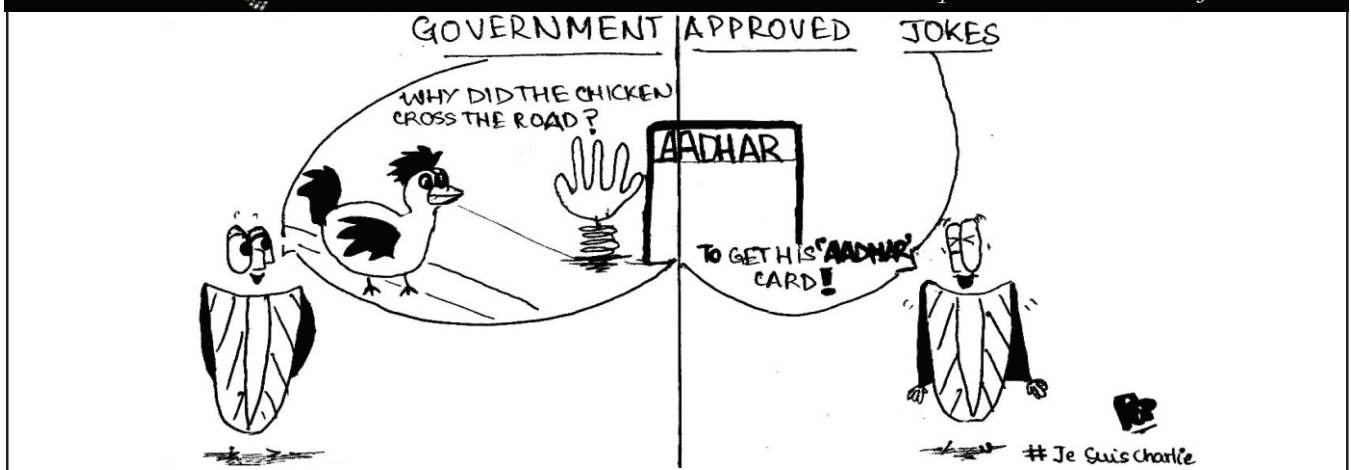 GOVERNMENT APPROVED JOKES
WHY DID THE CHICKEN
CROSS THE ROAD?
AADHAR
TO GET HIS "AADHAR"
CARD!
# Je Suis Charlie